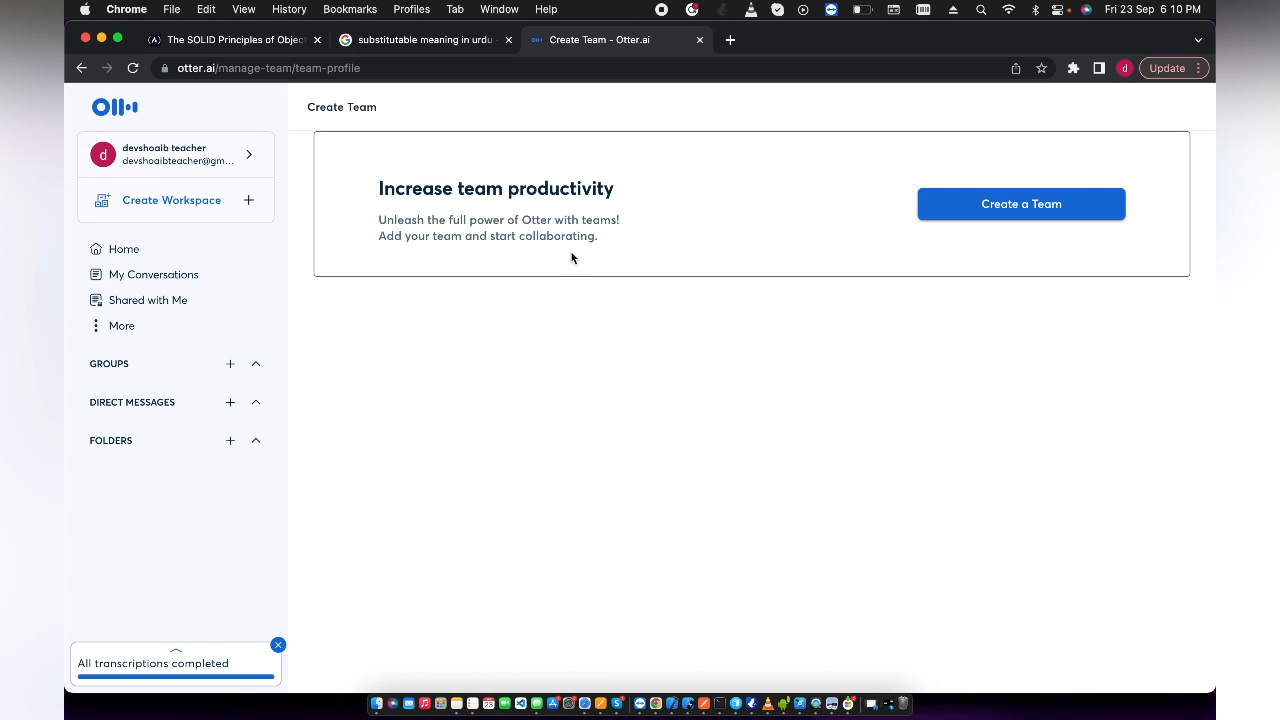 Chrome File Edit View History Bookmarks Profiles Tab Window Help Fri 23 Sep 6 10 PM
The SOLID Principles of Object
substitutable meaning in urdu -
Create Team - Otter.ai
otter.ai/manage-team/team-profile
d
Update
Create Team
d
devshoaib teacher
devshoaibteacher@gm...
Create Workspace
Home
My Conversations
Shared with Me
More
GROUPS
DIRECT MESSAGES
FOLDERS
All transcriptions completed
Increase team productivity
Unleash the full power of Otter with teams!
Add your team and start collaborating.
Create a Team